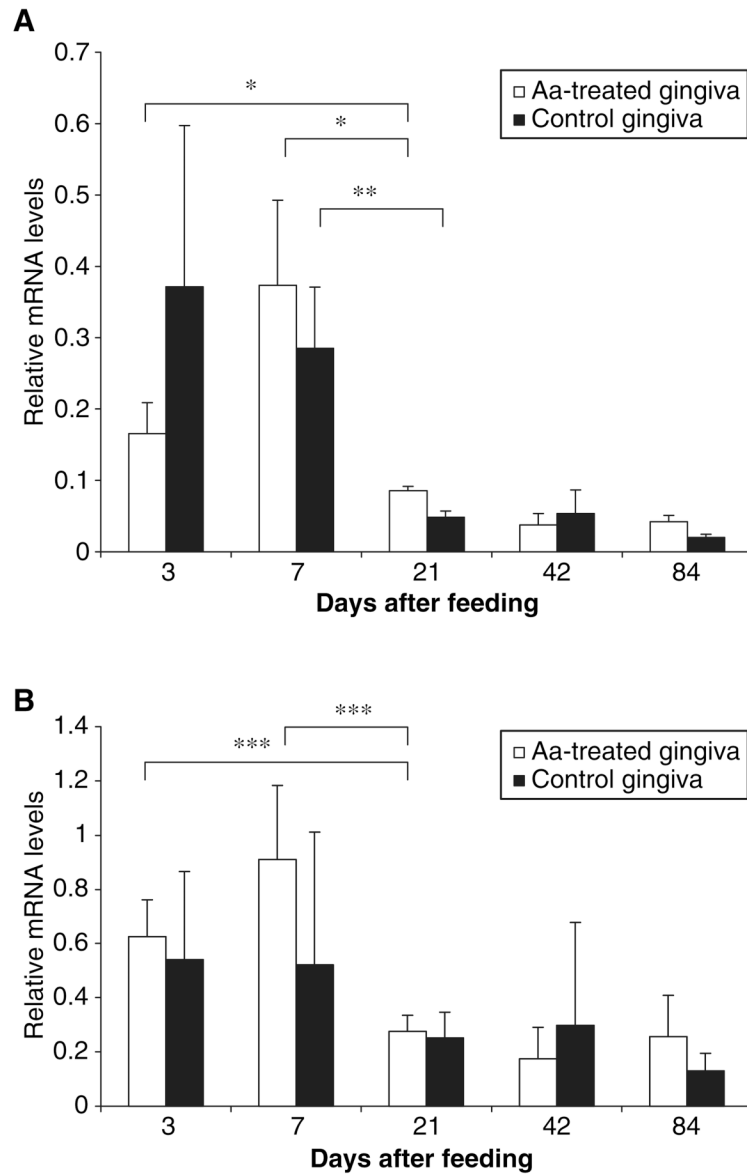 A
Relative mRNA levels
0.7
0.6
0.5
0.4
0.3
0.2
0.1
0
*
*
**
Aa-treated gingiva
Control gingiva
3 7 21 42 84
Days after feeding
B
Relative mRNA levels
1.4
1.2
1
0.8
0.6
0.4
0.2
0
***
***
Aa-treated gingiva
Control gingiva
3 7 21 42 84
Days after feeding